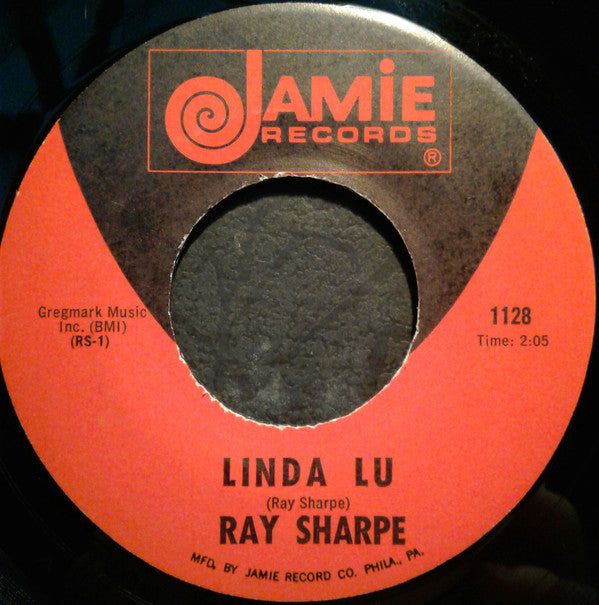 JAMiE
RECORDS
®
Gregmark Music
Inc. (BMI)
(RS-1)
1128
Time: 2:05
LINDA LU
(Ray Sharpe)
RAY SHARPE
MFD. BY JAMIE RECORD CO. PHILA., PA.